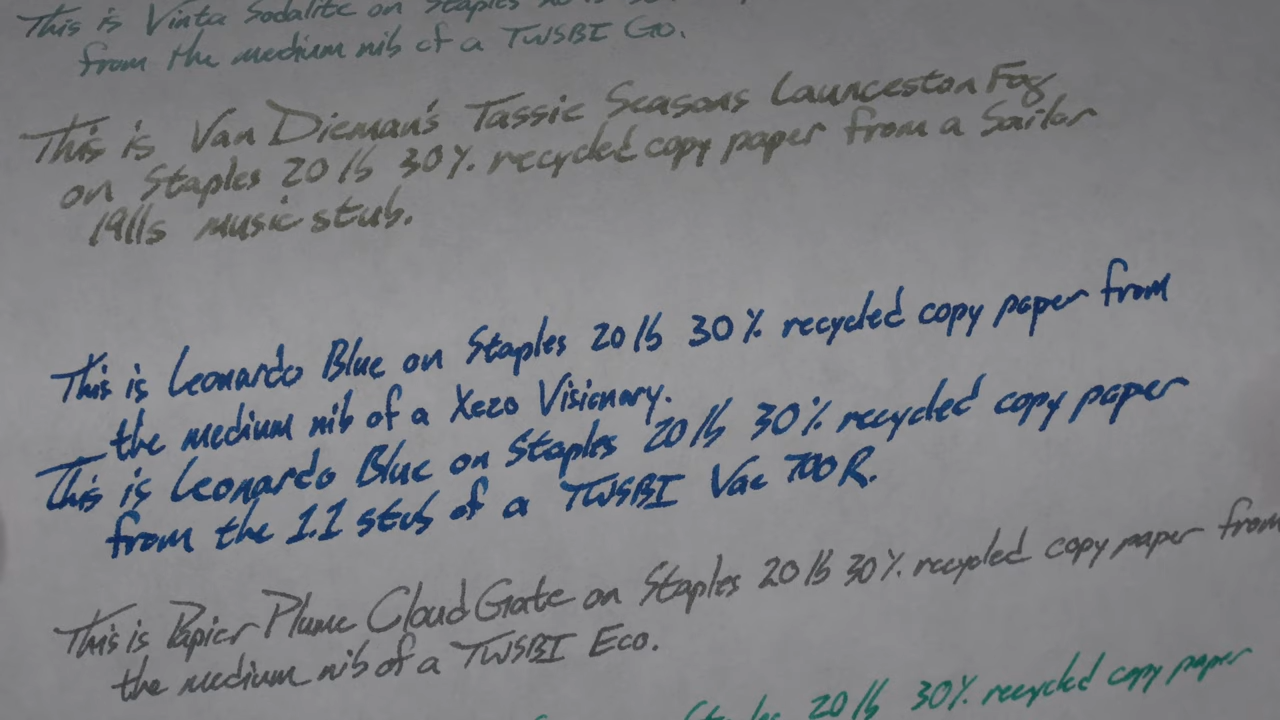 This is Vinta Sodalite on Staples 20 lb 30%
from the medium nib of a TWSBI Go.
This is Van Dieman's Tassie Seasons Launceston Fog
on Staples 20 lb 30% recycled copy paper from a Sailor
1911s music stub.
This is Leonardo Blue on Staples 20 lb 30% recycled copy paper from
the medium nib of a Xezo Visionary.
This is Leonardo Blue on Staples 20 lb 30% recycled copy paper
from the 1.1 stub of a TWSBI Vac 700 R.
This is Papier Plume Cloud Gate on Staples 20 lb 30% recycled copy paper from
the medium nib of a TWSBI Eco.
Staples 20 lb 30% recycled copy paper